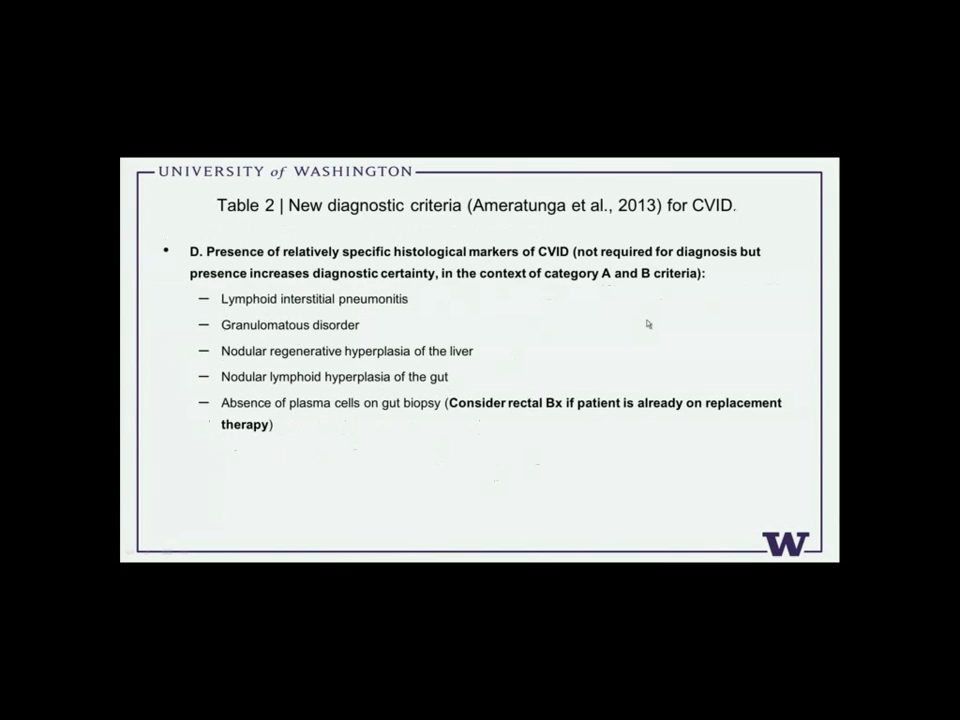 UNIVERSITY of WASHINGTON
Table 2 | New diagnostic criteria (Ameratunga et al., 2013) for CVID.
• D. Presence of relatively specific histological markers of CVID (not required for diagnosis but
presence increases diagnostic certainty, in the context of category A and B criteria):
– Lymphoid interstitial pneumonitis
– Granulomatous disorder
– Nodular regenerative hyperplasia of the liver
– Nodular lymphoid hyperplasia of the gut
– Absence of plasma cells on gut biopsy (Consider rectal Bx if patient is already on replacement
therapy)
W